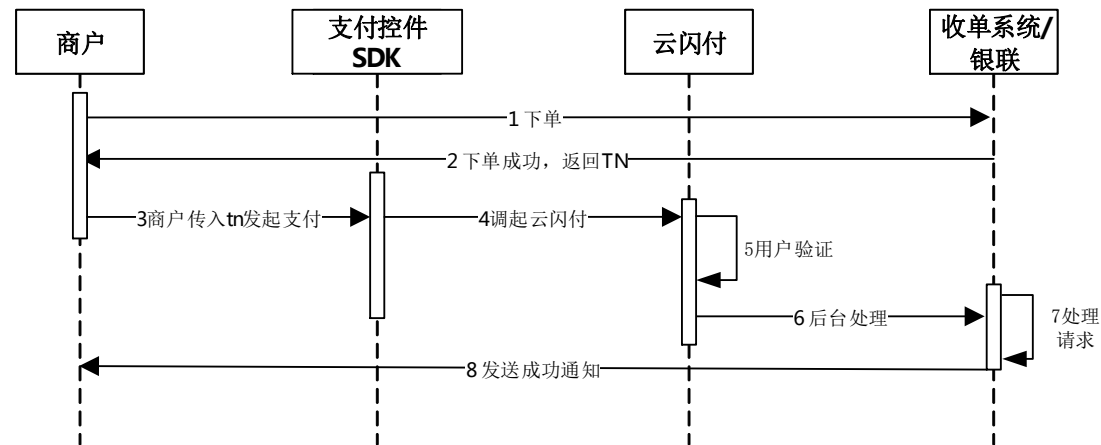 商户
支付控件
SDK
云闪付
收单系统/
银联
1下单
2下单成功，返回TN
3商户传入tn发起支付
4调起云闪付
5用户验证
6后台处理
7处理
请求
8发送成功通知